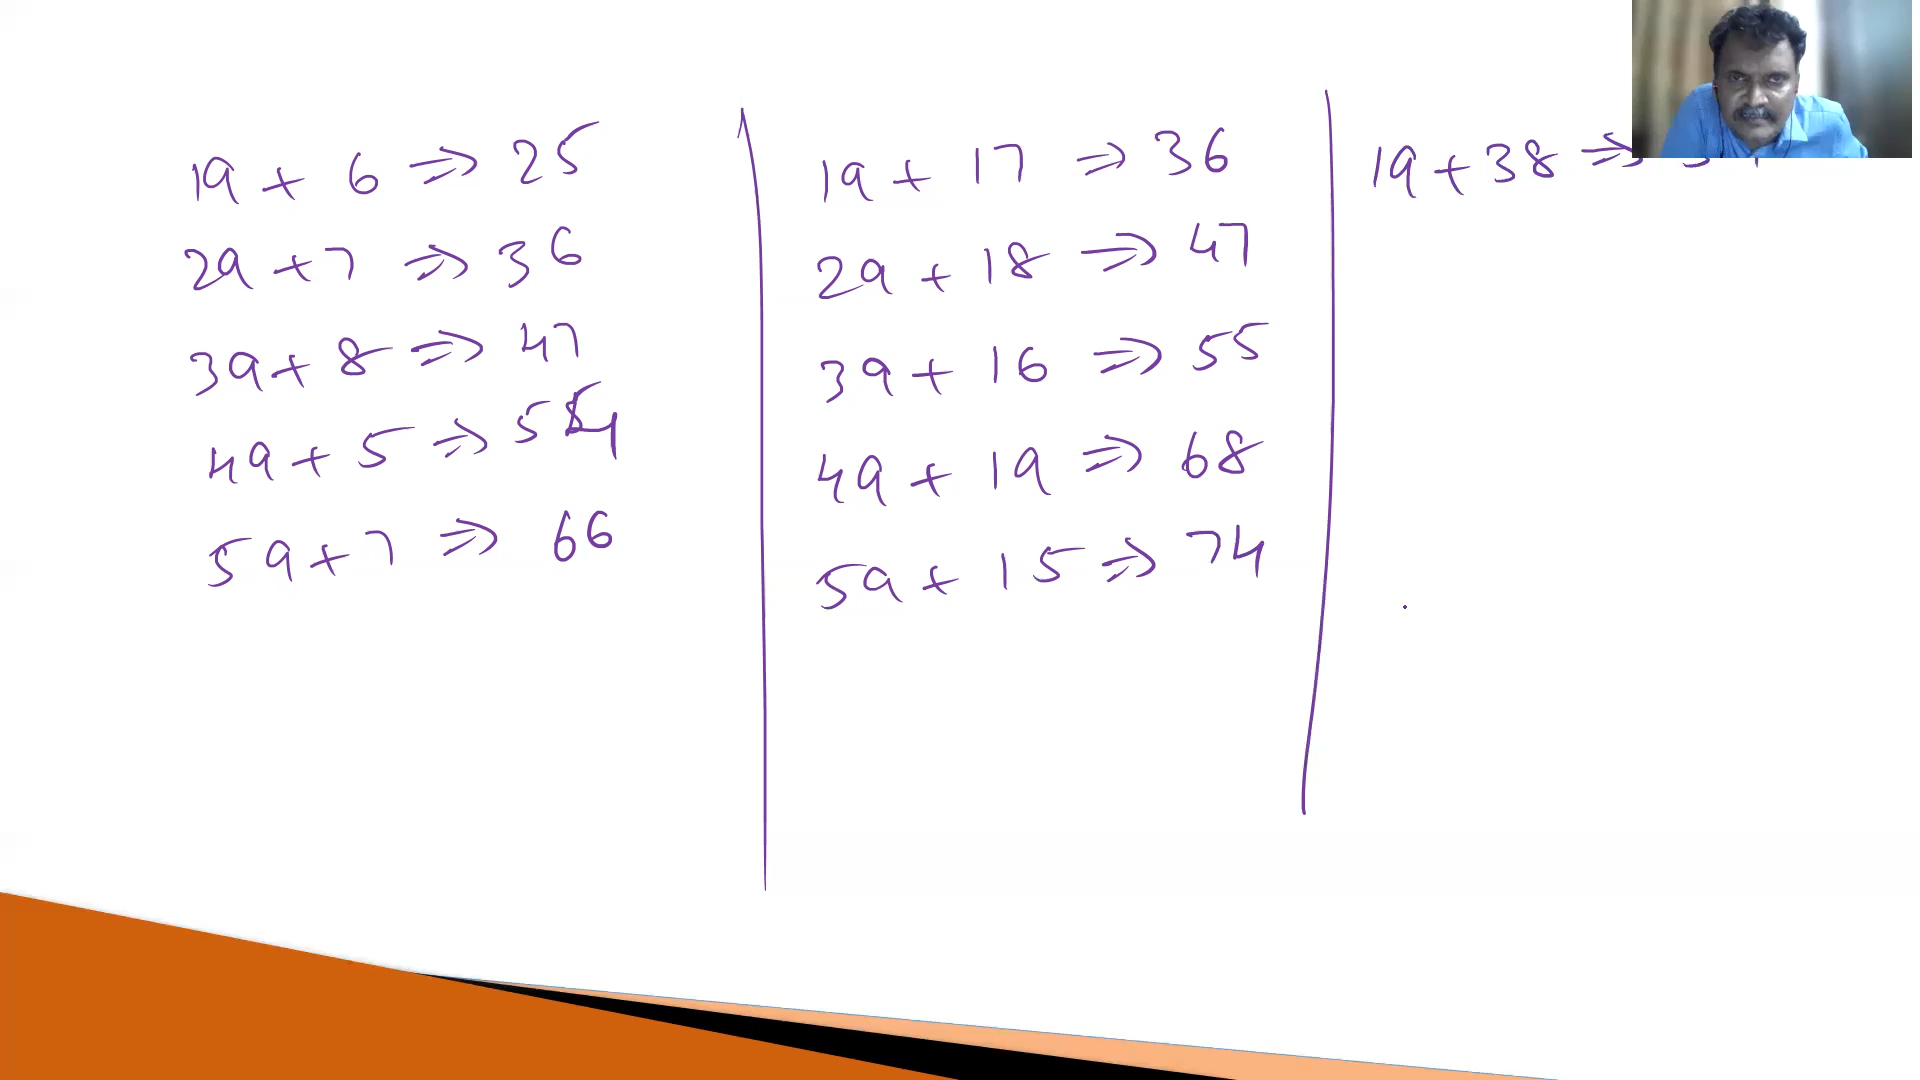 19 + 6 ⇒ 25
29 + 7 ⇒ 36
39 + 8 ⇒ 47
49 + 5 ⇒ 54
59 + 7 ⇒ 66
19 + 17 ⇒ 36
29 + 18 ⇒ 47
39 + 16 ⇒ 55
49 + 19 ⇒ 68
59 + 15 ⇒ 74
19 + 38 ⇒